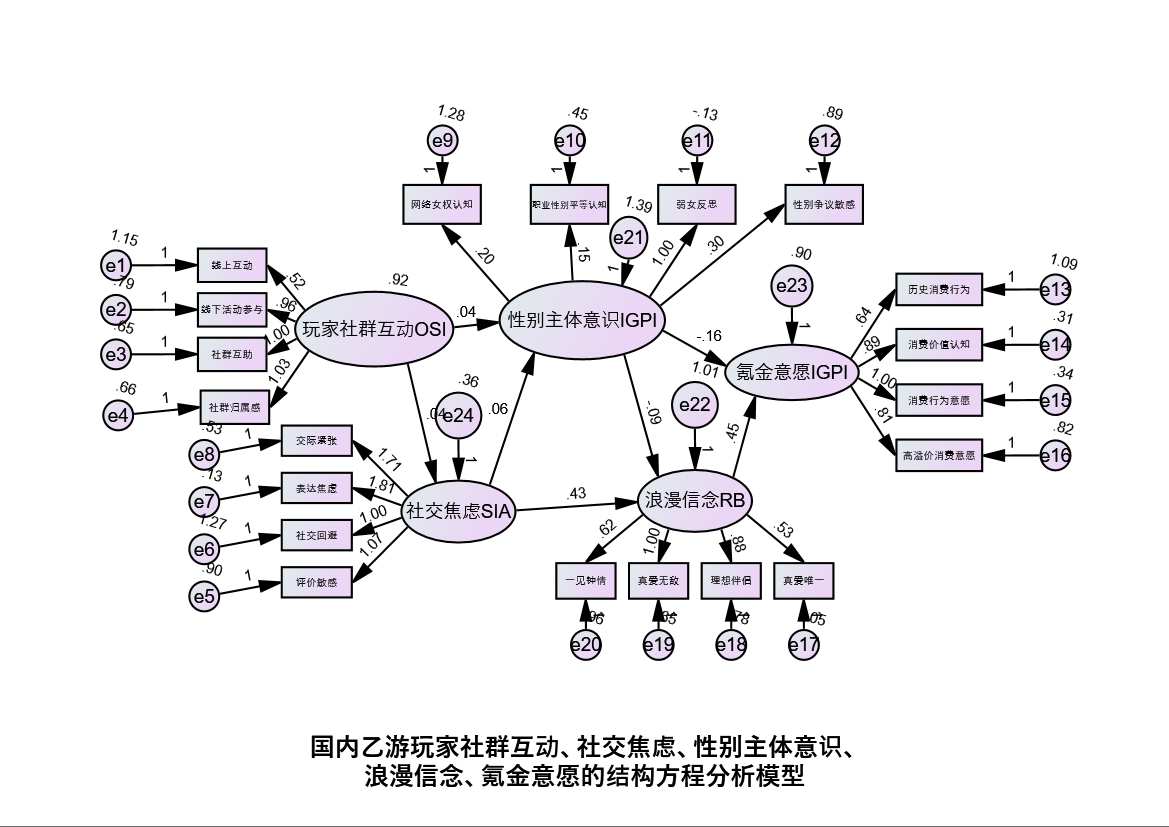 1.28
.45
-.13
.89
e9
e10
e11
e12
1
1
1
1
网络女权认知
职业性别平等认知
弱女反思
性别争议敏感
1.39
e21
1
.20
.15
1.00
.30
1.15
e1
1
线上互动
.79
e2
1
线下活动参与
.65
e3
1
社群互助
.66
e4
1
社群归属感
.52
.96
1.00
1.03
.92
玩家社群互动OSI
.04
性别主体意识IGPI
.90
e23
1
-.16
氪金意愿IGPI
.64
.89
1.00
.81
历史消费行为
1
1.09
e13
消费价值认知
1
.31
e14
消费行为意愿
1
.34
e15
高溢价消费意愿
1
.82
e16
.04
.36
e24
1
.06
-.09
1.01
e22
1
.45
.53
e8
1
交际紧张
.13
e7
1
表达焦虑
1.27
e6
1
社交回避
.90
e5
1
评价敏感
1.71
1.81
1.00
1.07
社交焦虑SIA
.43
浪漫信念RB
.62
1.00
.88
.53
一见钟情
真爱无敌
理想伴侣
真爱唯一
.96
.78
e20
e19
e18
e17
国内乙游玩家社群互动、社交焦虑、性别主体意识、
浪漫信念、氪金意愿的结构方程分析模型